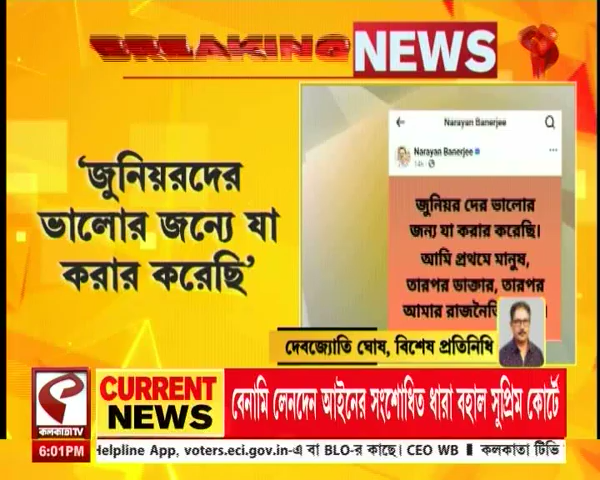 BREAKING NEWS
‘জুনিয়রদের
ভালোর জন্যে যা
করার করেছি’
Narayan Banerjee
Narayan Banerjee
14h
জুনিয়র দের ভালোর
জন্য যা করার করেছি।
আমি প্রথমে মানুষ,
তারপর ডাক্তার, তারপর
আমার
দেবজ্যোতি ঘোষ, বিশেষ প্রতিনিধি
কলকাতা TV
CURRENT
NEWS
বেনামি লেনদেন আইনের সংশোধিত ধারা বহাল সুপ্রিম কোর্টে
6:01PM
Helpline App, voters.eci.gov.in-এ বা BLO-র কাছে। CEO WB | কলকাতা টিভি